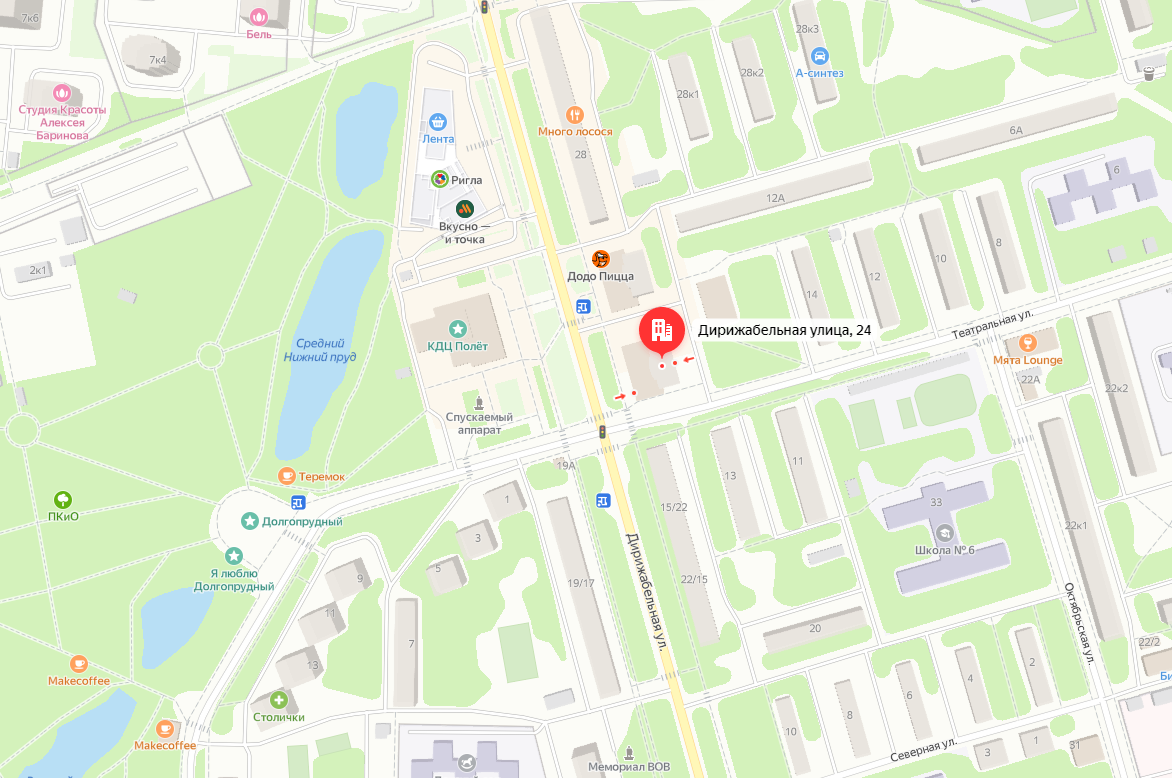 7к6
Бель
28к3
7к4
А-синтез
28к2
Студия Красоты
Алексея
Баринова
28к1
Лента
Много лосося
28
6А
Ригла
6
12А
Вкусно —
и точка
8
10
2к1
12
Додо Пицца
14
Театральная ул.
Дирижабельная улица, 24
Средний
Нижний пруд
КДЦ Полёт
Мята Lounge
22А
22к2
Спускаемый
аппарат
19А
13
11
Теремок
1
15/22
33
ПКиО
Долгопрудный
22к1
3
Школа № 6
Дирижабельная ул.
Я люблю
Долгопрудный
5
9
19/17
22/15
11
Октябрьская ул.
20
7
22/2
13
2
Makecoffee
4
6
Би
Столички
8
10
Makecoffee
Северная ул.
3
1
31
Мемориал ВОВ